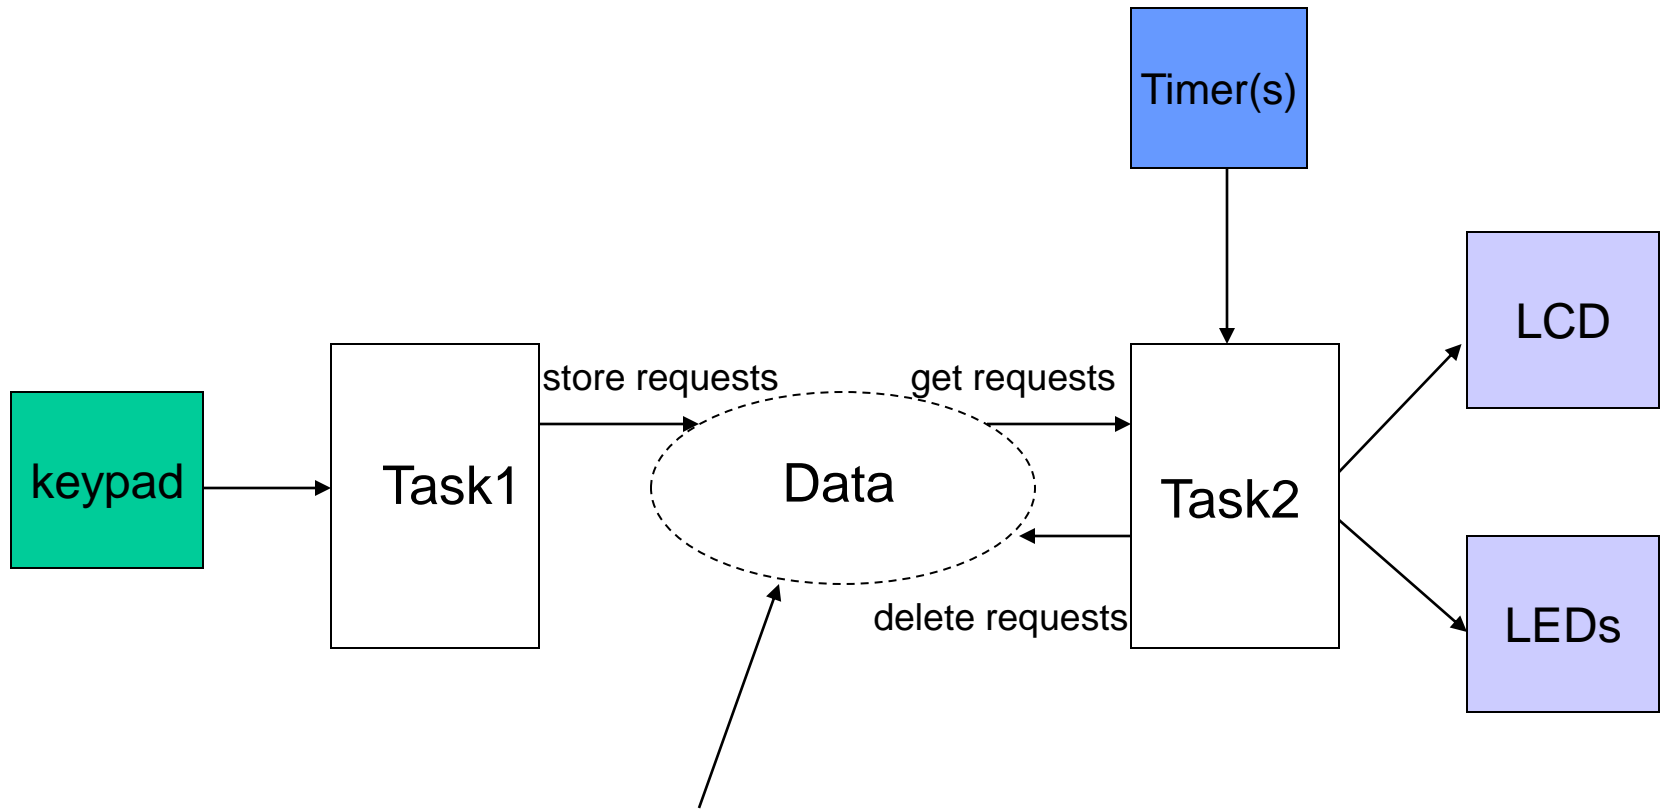 Timer(s)
LCD
store requests
get requests
keypad
Task1
Data
Task2
delete requests
LEDs